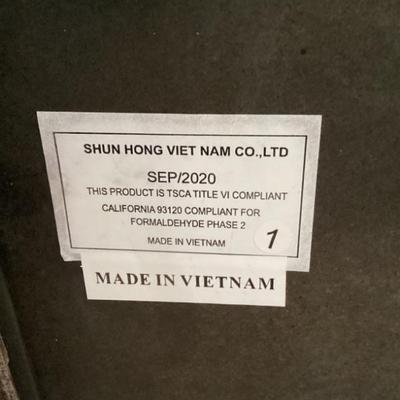 SHUN HONG VIET NAM CO.,LTD
SEP/2020
THIS PRODUCT IS TSCA TITLE VI COMPLIANT
CALIFORNIA 93120 COMPLIANT FOR
FORMALDEHYDE PHASE 2
MADE IN VIETNAM
1
MADE IN VIETNAM